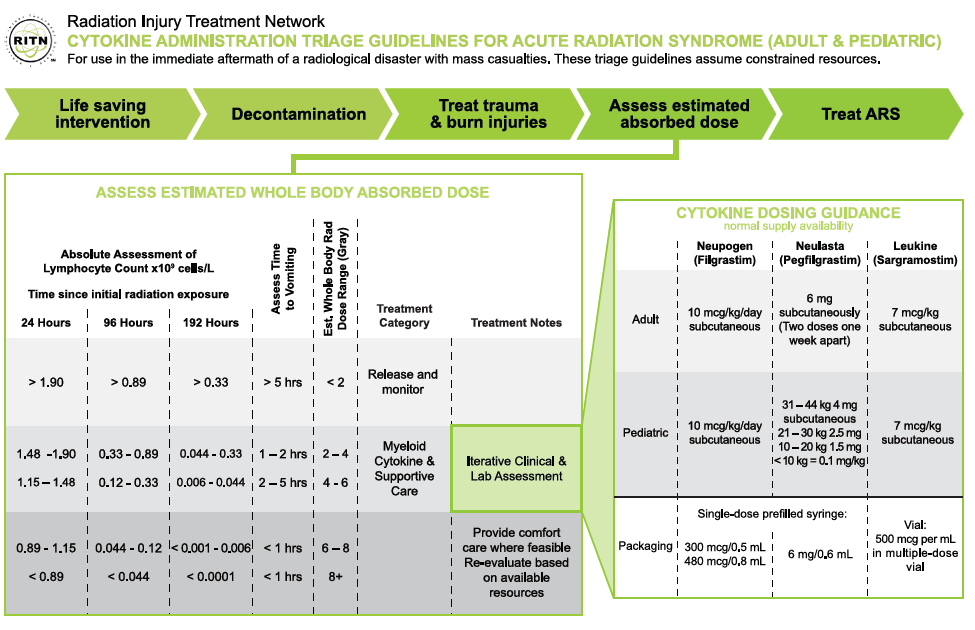 RITN
Radiation Injury Treatment Network
CYTOKINE ADMINISTRATION TRIAGE GUIDELINES FOR ACUTE RADIATION SYNDROME (ADULT & PEDIATRIC)
For use in the immediate aftermath of a radiological disaster with mass casualties. These triage guidelines assume constrained resources.
Life saving
intervention
Decontamination
Treat trauma
& burn injuries
Assess estimated
absorbed dose
Treat ARS
ASSESS ESTIMATED WHOLE BODY ABSORBED DOSE
Absolute Assessment of
Lymphocyte Count x10⁹ cells/L
Time since initial radiation exposure
24 Hours 96 Hours 192 Hours
Assess Time
to Vomiting
Est. Whole Body Rad
Dose Range (Gray)
Treatment
Category
Treatment Notes
> 1.90 > 0.89 > 0.33 > 5 hrs < 2
Release and
monitor
1.48 -1.90 0.33 - 0.89 0.044 - 0.33 1 – 2 hrs 2 – 4
1.15 – 1.48 0.12 - 0.33 0.006 - 0.044 2 – 5 hrs 4 - 6
Myeloid
Cytokine &
Supportive
Care
Iterative Clinical &
Lab Assessment
0.89 - 1.15 0.044 - 0.12 < 0.001 - 0.006 < 1 hrs 6 – 8
< 0.89 < 0.044 < 0.0001 < 1 hrs 8+
Provide comfort
care where feasible
Re-evaluate based
on available
resources
CYTOKINE DOSING GUIDANCE
normal supply availability
Neupogen
(Filgrastim)
Neulasta
(Pegfilgrastim)
Leukine
(Sargramostim)
Adult
10 mcg/kg/day
subcutaneous
6 mg
subcutaneously
(Two doses one
week apart)
7 mcg/kg
subcutaneous
Pediatric
10 mcg/kg/day
subcutaneous
31 – 44 kg 4 mg
subcutaneous
21 – 30 kg 2.5 mg
10 – 20 kg 1.5 mg
< 10 kg = 0.1 mg/kg
7 mcg/kg
subcutaneous
Packaging
Single-dose prefilled syringe:
300 mcg/0.5 mL
480 mcg/0.8 mL
6 mg/0.6 mL
Vial:
500 mcg per mL
in multiple-dose
vial